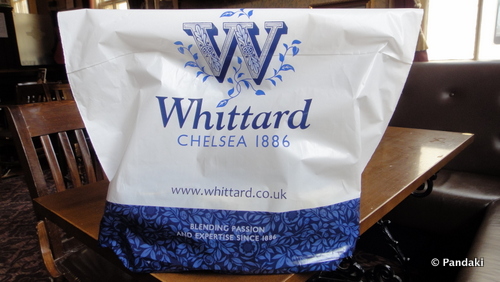 W
Whittard
CHELSEA 1886
www.whittard.co.uk
BLENDING PASSION
AND EXPERTISE SINCE 1886
© Pandaki